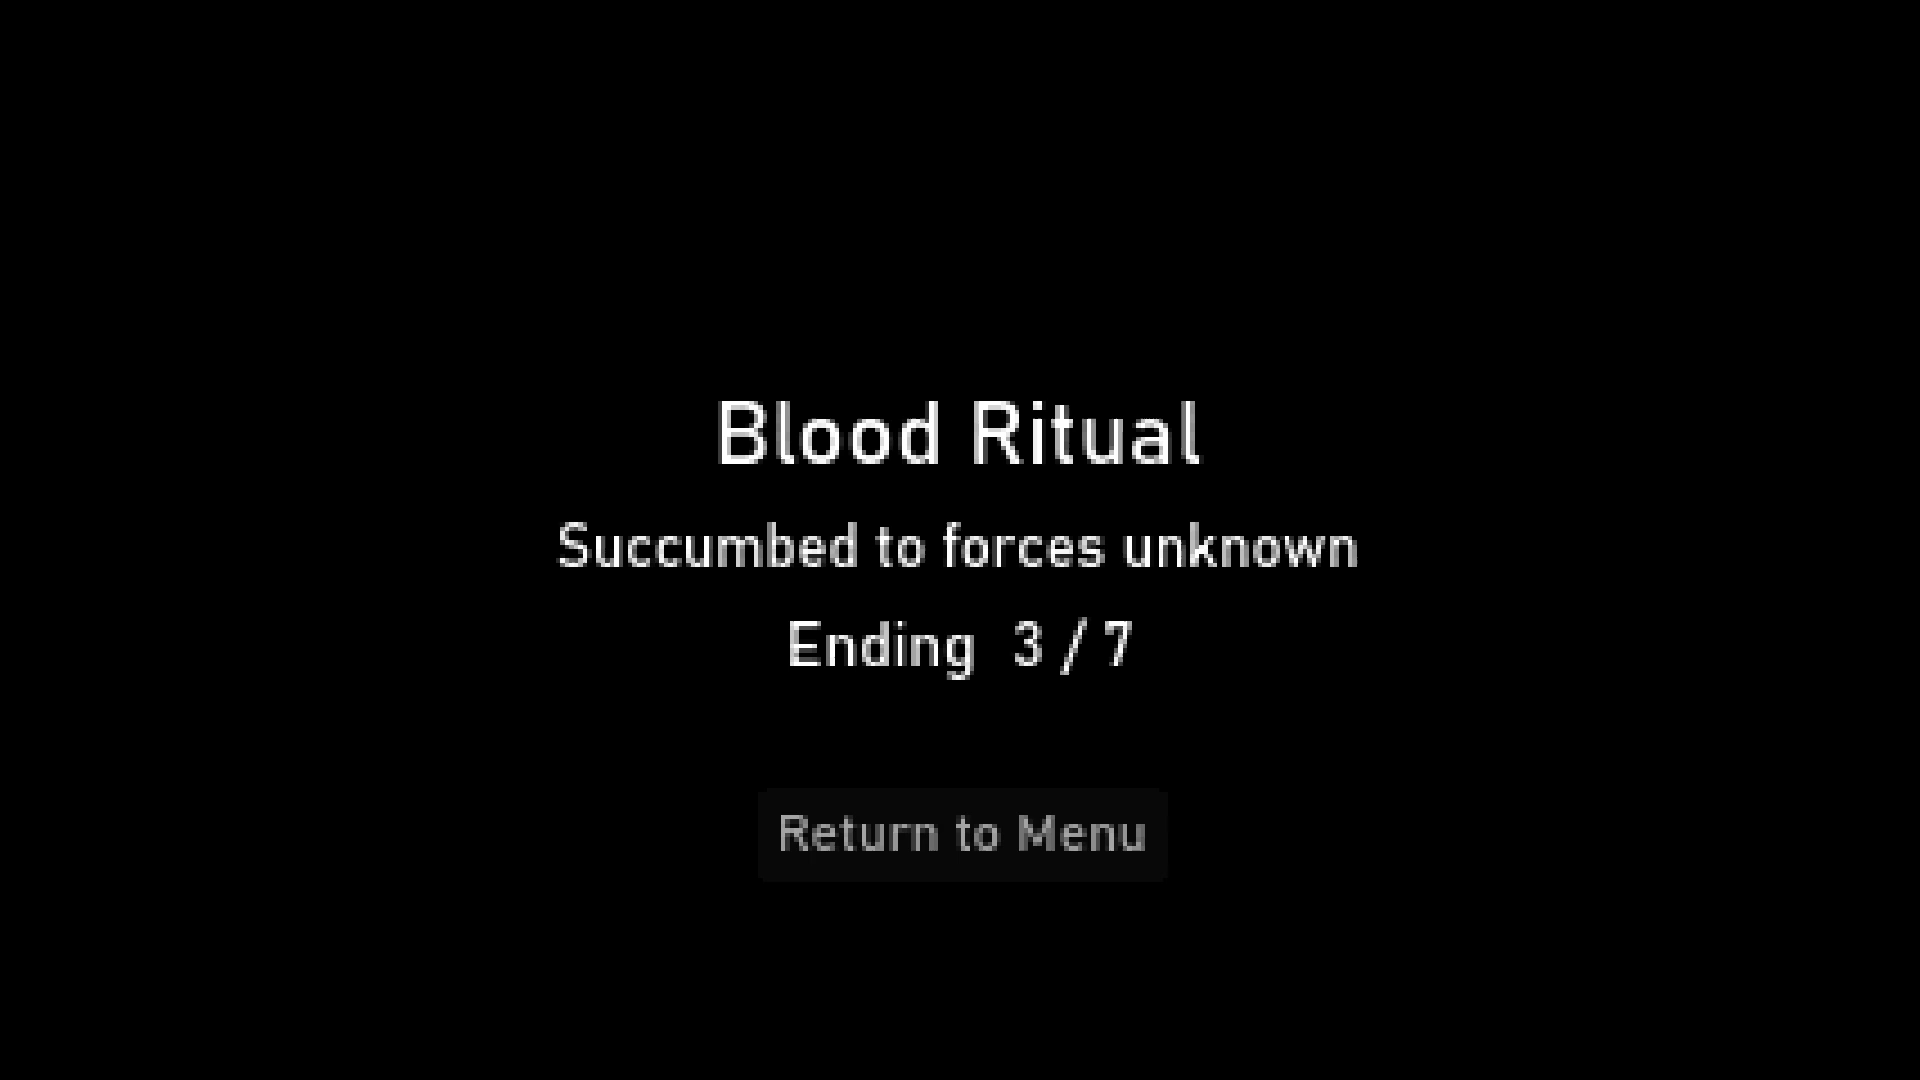 Blood Ritual
Succumbed to forces unknown
Ending 3 / 7
Return to Menu